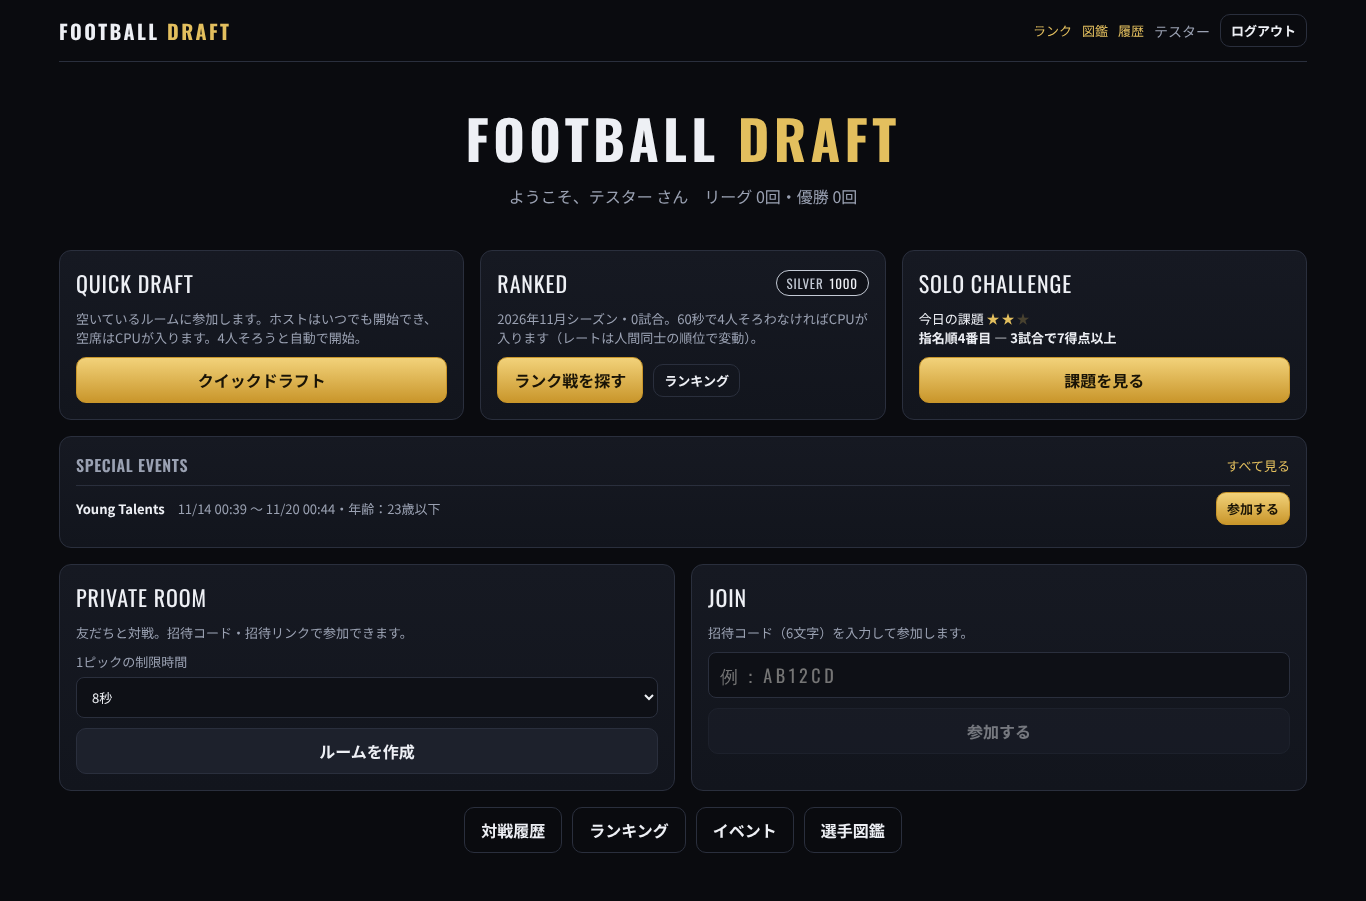 FOOTBALL DRAFT
ランク 図鑑 履歴 テスター ログアウト
FOOTBALL DRAFT
ようこそ、テスター さん リーグ 0回・優勝 0回
QUICK DRAFT
空いているルームに参加します。ホストはいつでも開始でき、
空席はCPUが入ります。4人そろうと自動で開始。
クイックドラフト
RANKED
SILVER 1000
2026年11月シーズン・0試合。60秒で4人そろわなければCPUが
入ります（レートは人間同士の順位で変動）。
ランク戦を探す ランキング
SOLO CHALLENGE
今日の課題 ★★★
指名順4番目 — 3試合で7得点以上
課題を見る
SPECIAL EVENTS
すべて見る
Young Talents 11/14 00:39 〜 11/20 00:44・年齢：23歳以下
参加する
PRIVATE ROOM
友だちと対戦。招待コード・招待リンクで参加できます。
1ピックの制限時間
8秒
ルームを作成
JOIN
招待コード（6文字）を入力して参加します。
例：AB12CD
参加する
対戦履歴 ランキング イベント 選手図鑑